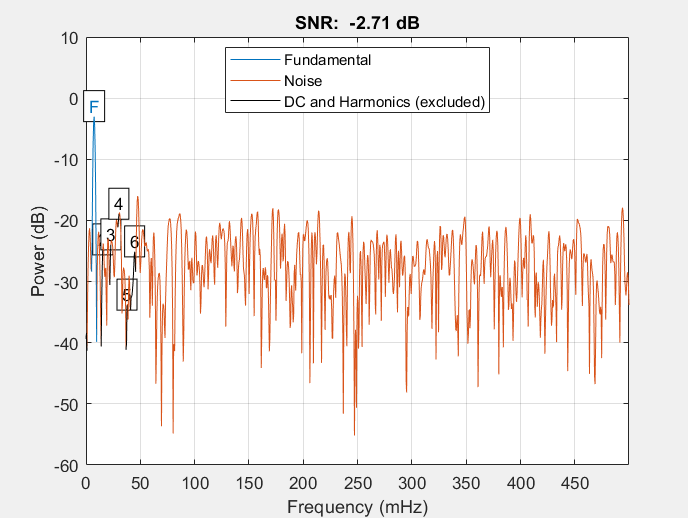 SNR: -2.71 dB
10
0
-10
-20
-30
-40
-50
-60
Power (dB)
Fundamental
Noise
DC and Harmonics (excluded)
F
3
4
5
6
0 50 100 150 200 250 300 350 400 450
Frequency (mHz)